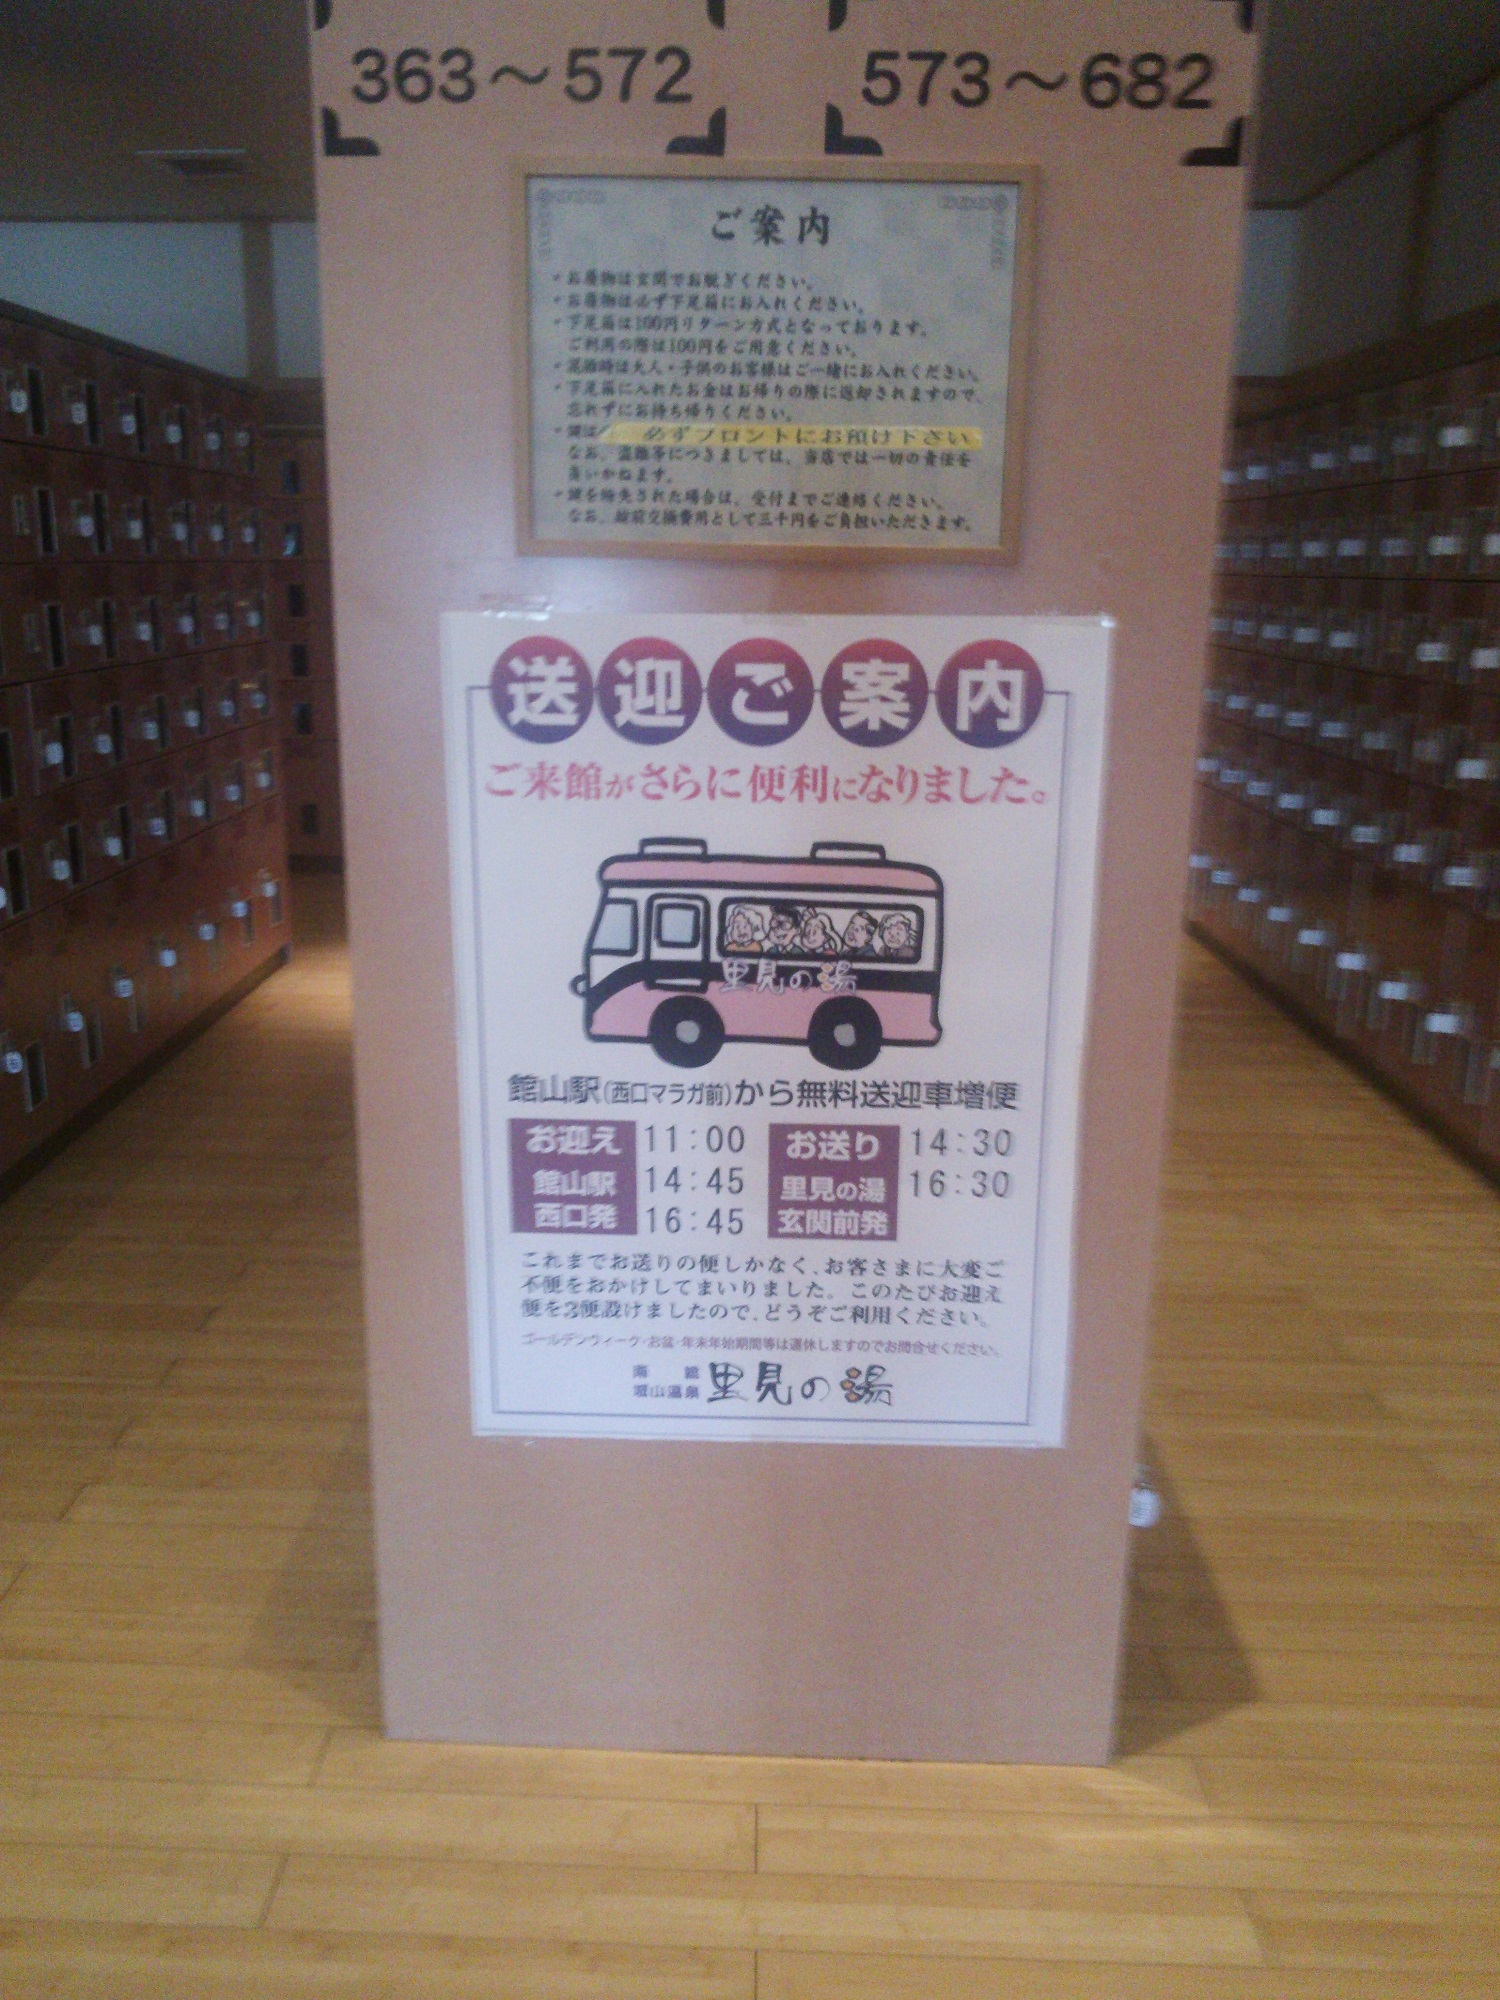 363～572
573～682
ご案内
お履物は玄関でお脱ぎください。
お履物は必ず下足箱にお入れください。
下足箱は100円リターン方式となっております。
ご利用の際は100円をご用意ください。
混雑時は大人・子供のお客様はご一緒にお入れください。
下足箱に入れたお金はお帰りの際に返却されますので、
忘れずにお持ち帰りください。
鍵は 必ずフロントにお預け下さい
なお、盗難等につきましては、当店では一切の責任を
負いかねます。
鍵を紛失された場合は、受付までご連絡ください。
なお、錠前交換費用として三千円をご負担いただきます。
送迎ご案内
ご来館がさらに便利になりました。
里見の湯
館山駅(西口マラガ前)から無料送迎車増便
お迎え 館山駅 西口発
11:00
14:45
16:45
お送り 里見の湯 玄関前発
14:30
16:30
これまでお送りの便しかなく、お客さまに大変ご
不便をおかけしてまいりました。このたびお迎え
便を3便設けましたので、どうぞご利用ください。
ゴールデンウィーク・お盆・年末年始期間等は運休しますのでお問合せください。
山温泉 里見の湯